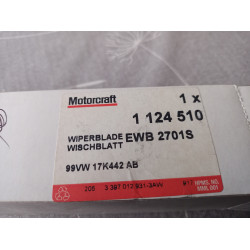 Motorcraft 1 x
1 124 510
WIPERBLADE EWB 2701S
WISCHBLATT
99VW 17K442 AB